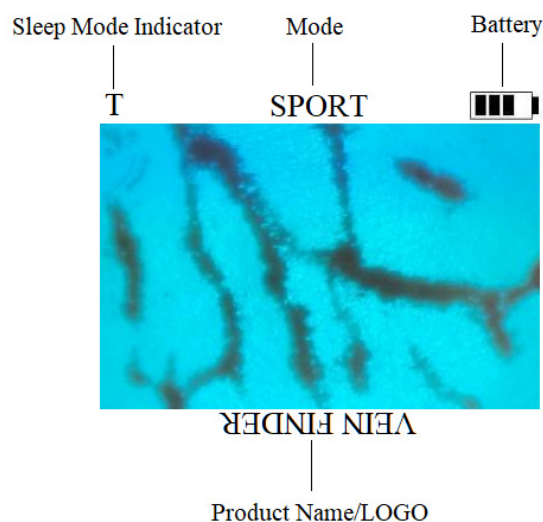 Sleep Mode Indicator Mode Battery
T SPORT
VEIN FINDER
Product Name/LOGO